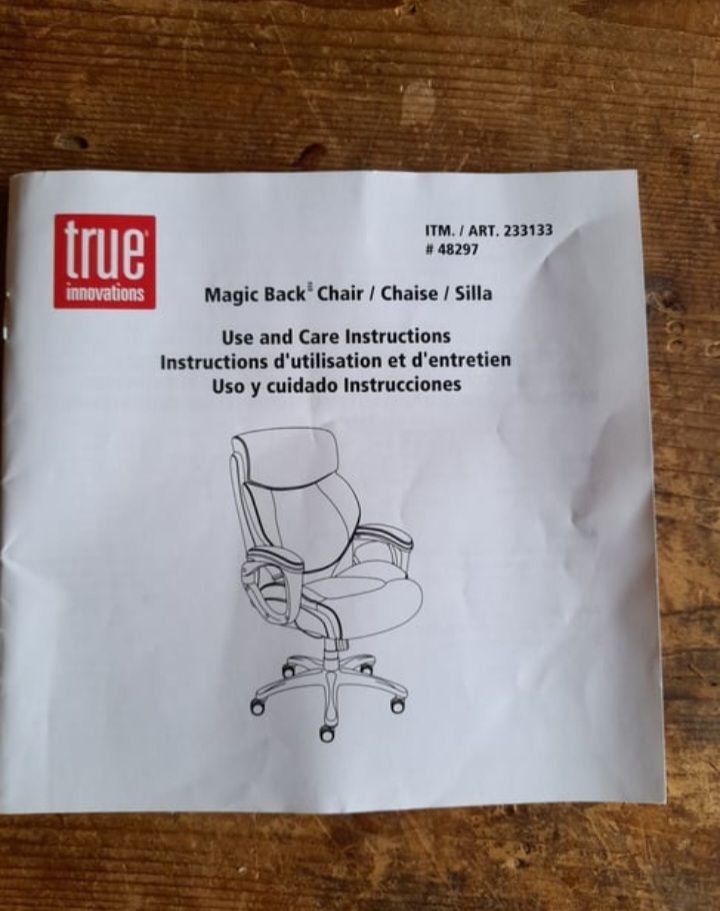 true
innovations
ITM. / ART. 233133
# 48297
Magic Back Chair / Chaise / Silla
Use and Care Instructions
Instructions d'utilisation et d'entretien
Uso y cuidado Instrucciones